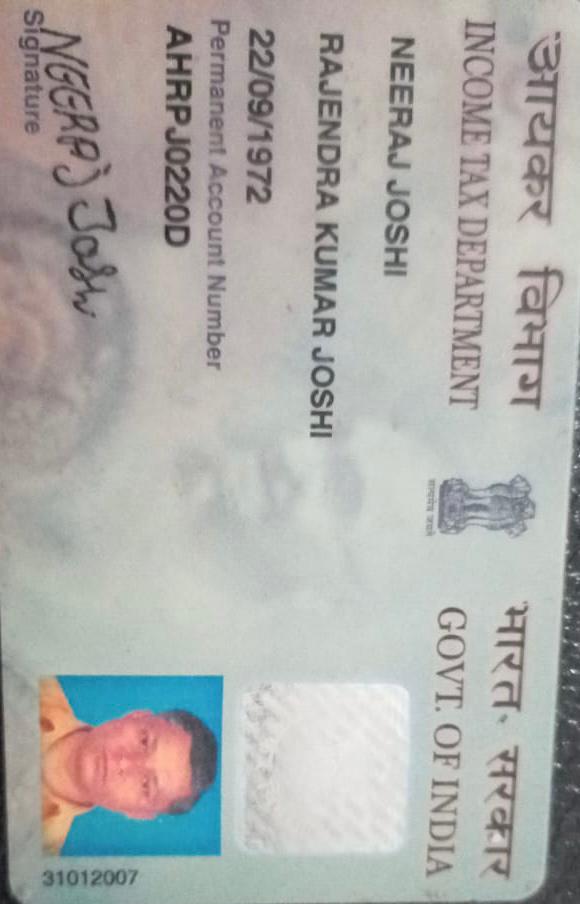 आयकर विभाग
INCOME TAX DEPARTMENT
भारत सरकार
GOVT. OF INDIA
सत्यमेव जयते
NEERAJ JOSHI
RAJENDRA KUMAR JOSHI
22/09/1972
Permanent Account Number
AHRPJ0220D
NEERAJ Joshi
Signature
31012007